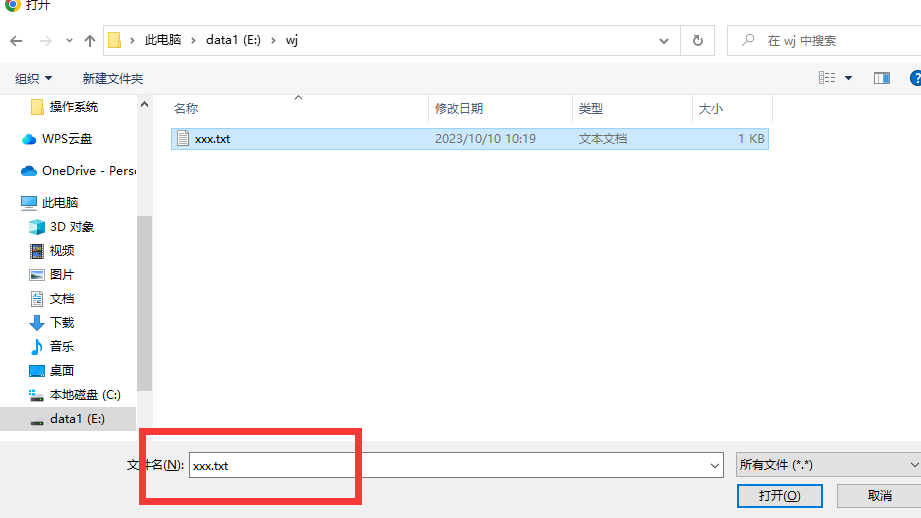 打开
此电脑 data1 (E:) wj
在 wj 中搜索
组织 新建文件夹
操作系统
WPS云盘
OneDrive - Pers
此电脑
3D 对象
视频
图片
文档
下载
音乐
桌面
本地磁盘 (C:)
data1 (E:)
名称 修改日期 类型 大小
xxx.txt 2023/10/10 10:19 文本文档 1 KB
文件名(N): xxx.txt 所有文件 (*.*)
打开(O) 取消